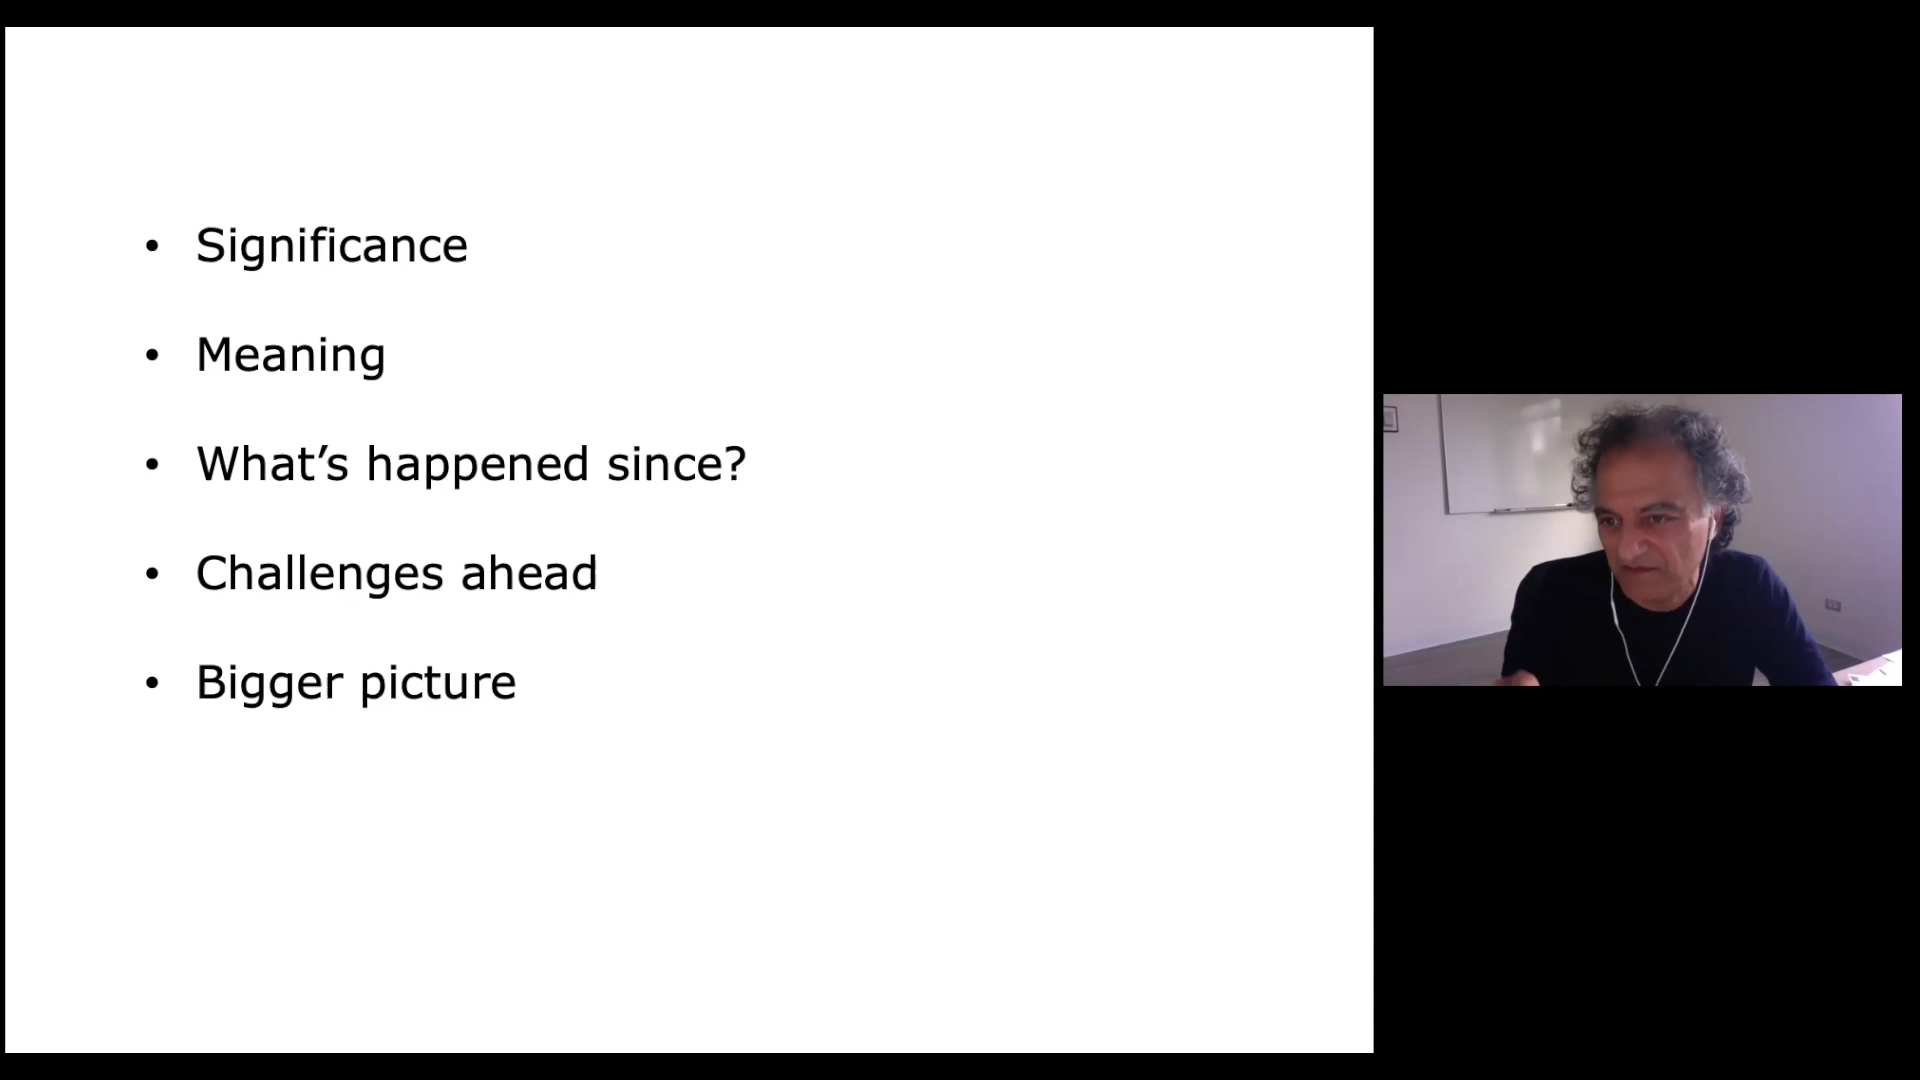 • Significance
• Meaning
• What’s happened since?
• Challenges ahead
• Bigger picture